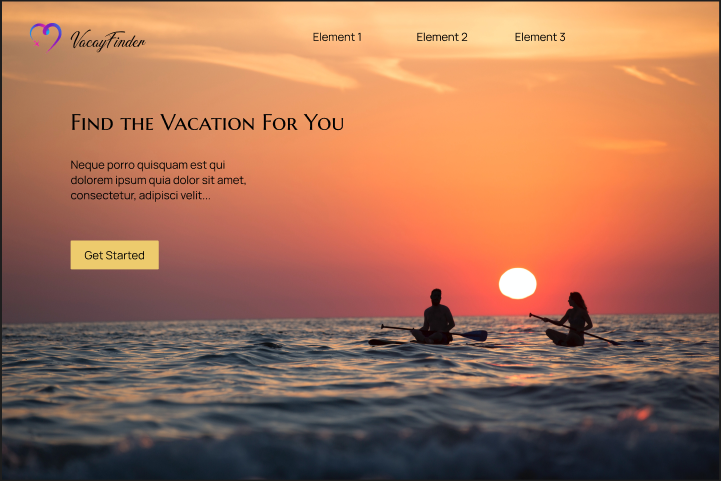 VacayFinder
Element 1
Element 2
Element 3
Find the Vacation For You
Neque porro quisquam est qui
dolorem ipsum quia dolor sit amet,
consectetur, adipisci velit...
Get Started